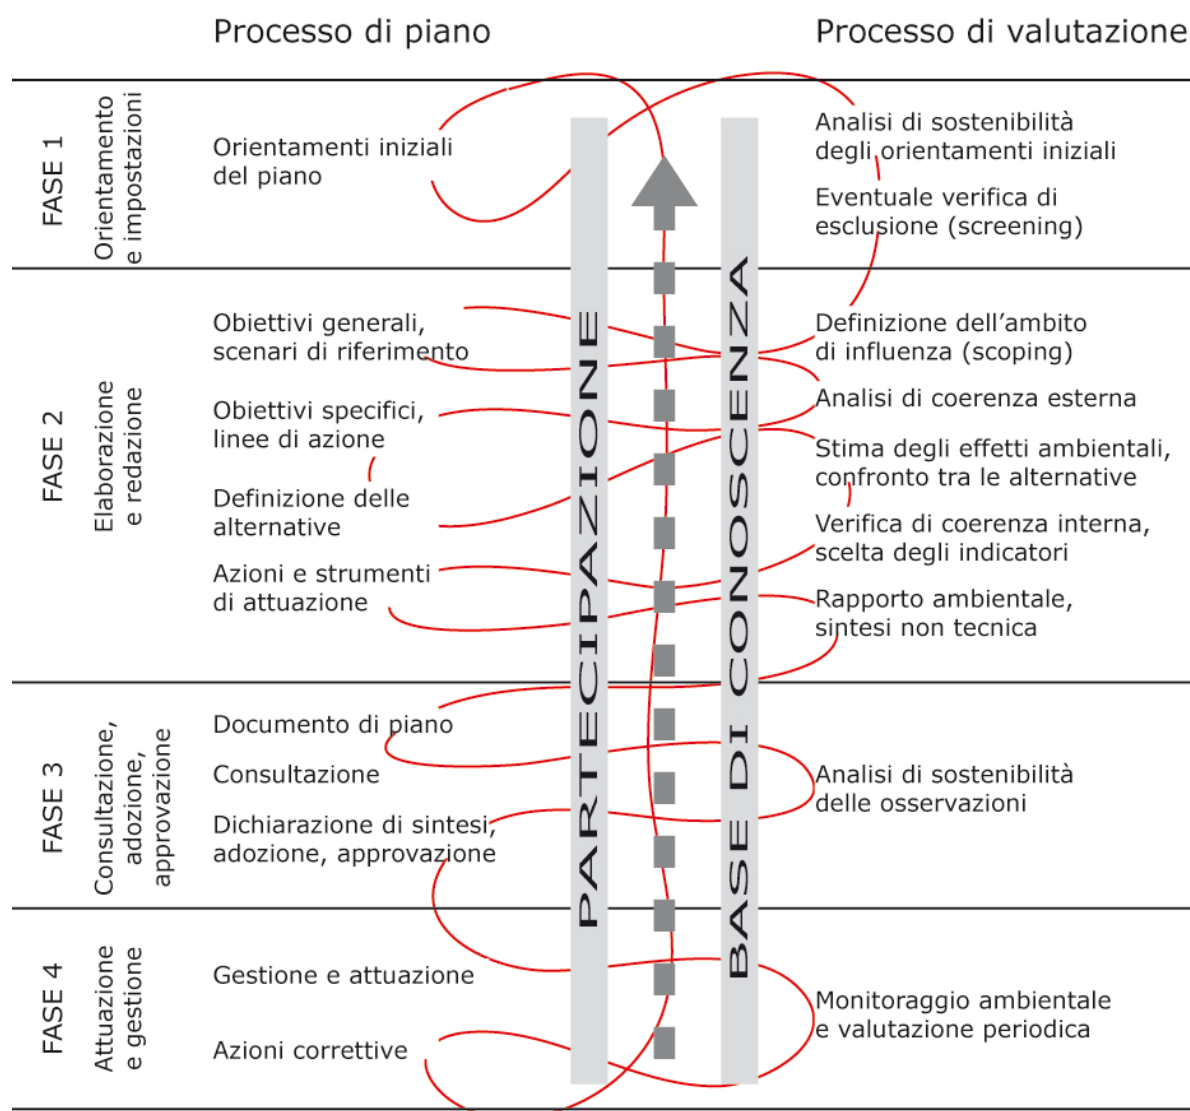 Processo di piano
Processo di valutazione
FASE 1
Orientamento
e impostazioni
Orientamenti iniziali
del piano
Analisi di sostenibilità
degli orientamenti iniziali
Eventuale verifica di
esclusione (screening)
FASE 2
Elaborazione
e redazione
Obiettivi generali,
scenari di riferimento
Obiettivi specifici,
linee di azione
Definizione delle
alternative
Azioni e strumenti
di attuazione
Definizione dell'ambito
di influenza (scoping)
Analisi di coerenza esterna
Stima degli effetti ambientali,
confronto tra le alternative
Verifica di coerenza interna,
scelta degli indicatori
Rapporto ambientale,
sintesi non tecnica
FASE 3
Consultazione,
adozione,
approvazione
Documento di piano
Consultazione
Dichiarazione di sintesi,
adozione, approvazione
Analisi di sostenibilità
delle osservazioni
FASE 4
Attuazione
e gestione
Gestione e attuazione
Azioni correttive
Monitoraggio ambientale
e valutazione periodica
PARTECIPAZIONE
BASE DI CONOSCENZA